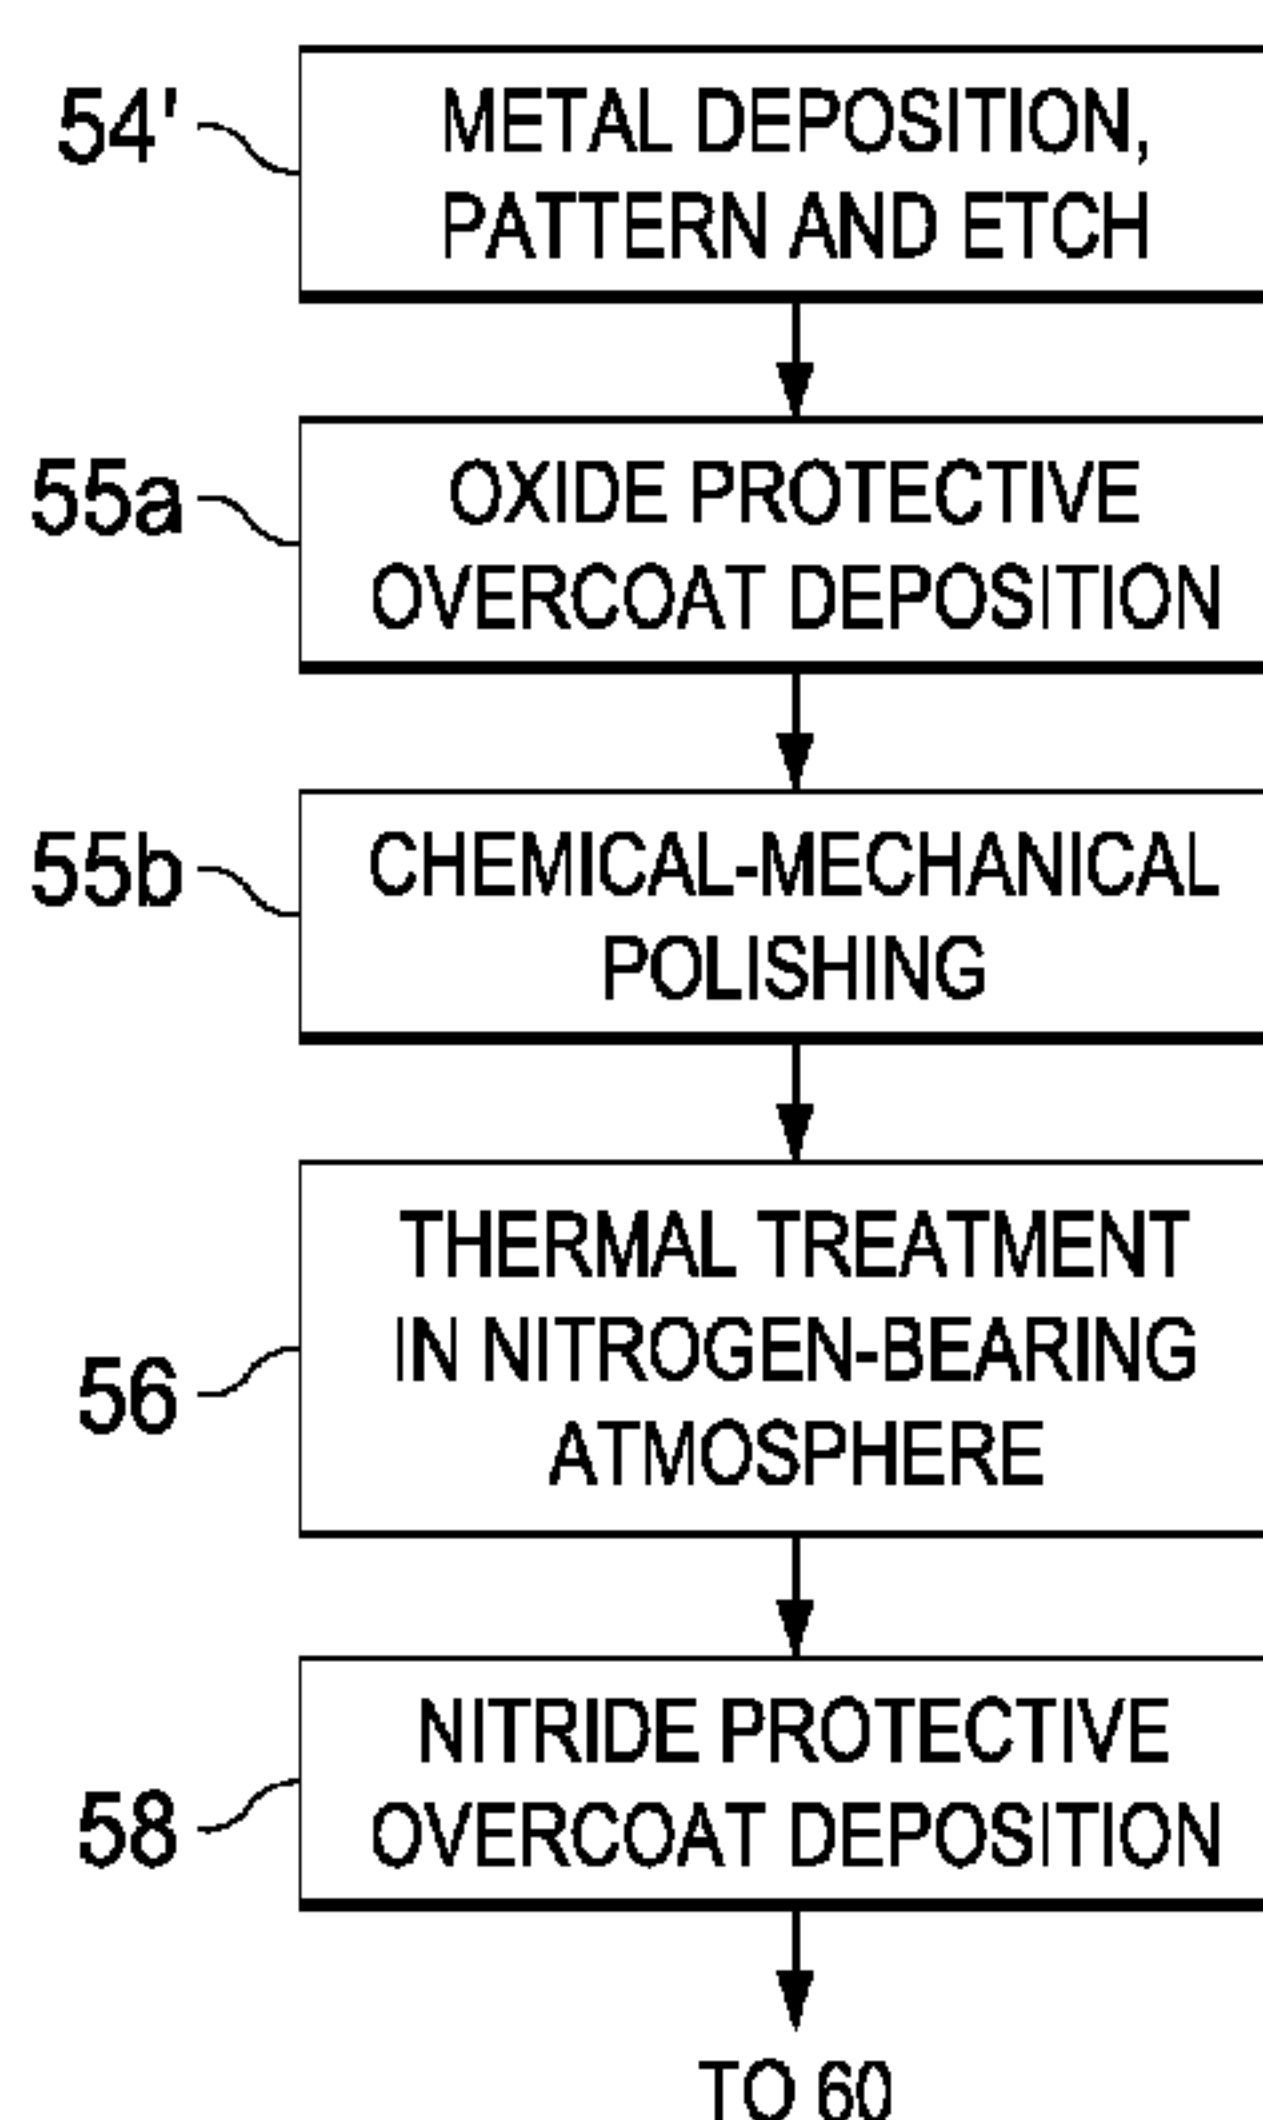 54'
METAL DEPOSITION,
PATTERN AND ETCH
55a
OXIDE PROTECTIVE
OVERCOAT DEPOSITION
55b
CHEMICAL-MECHANICAL
POLISHING
56
THERMAL TREATMENT
IN NITROGEN-BEARING
ATMOSPHERE
58
NITRIDE PROTECTIVE
OVERCOAT DEPOSITION
TO 60